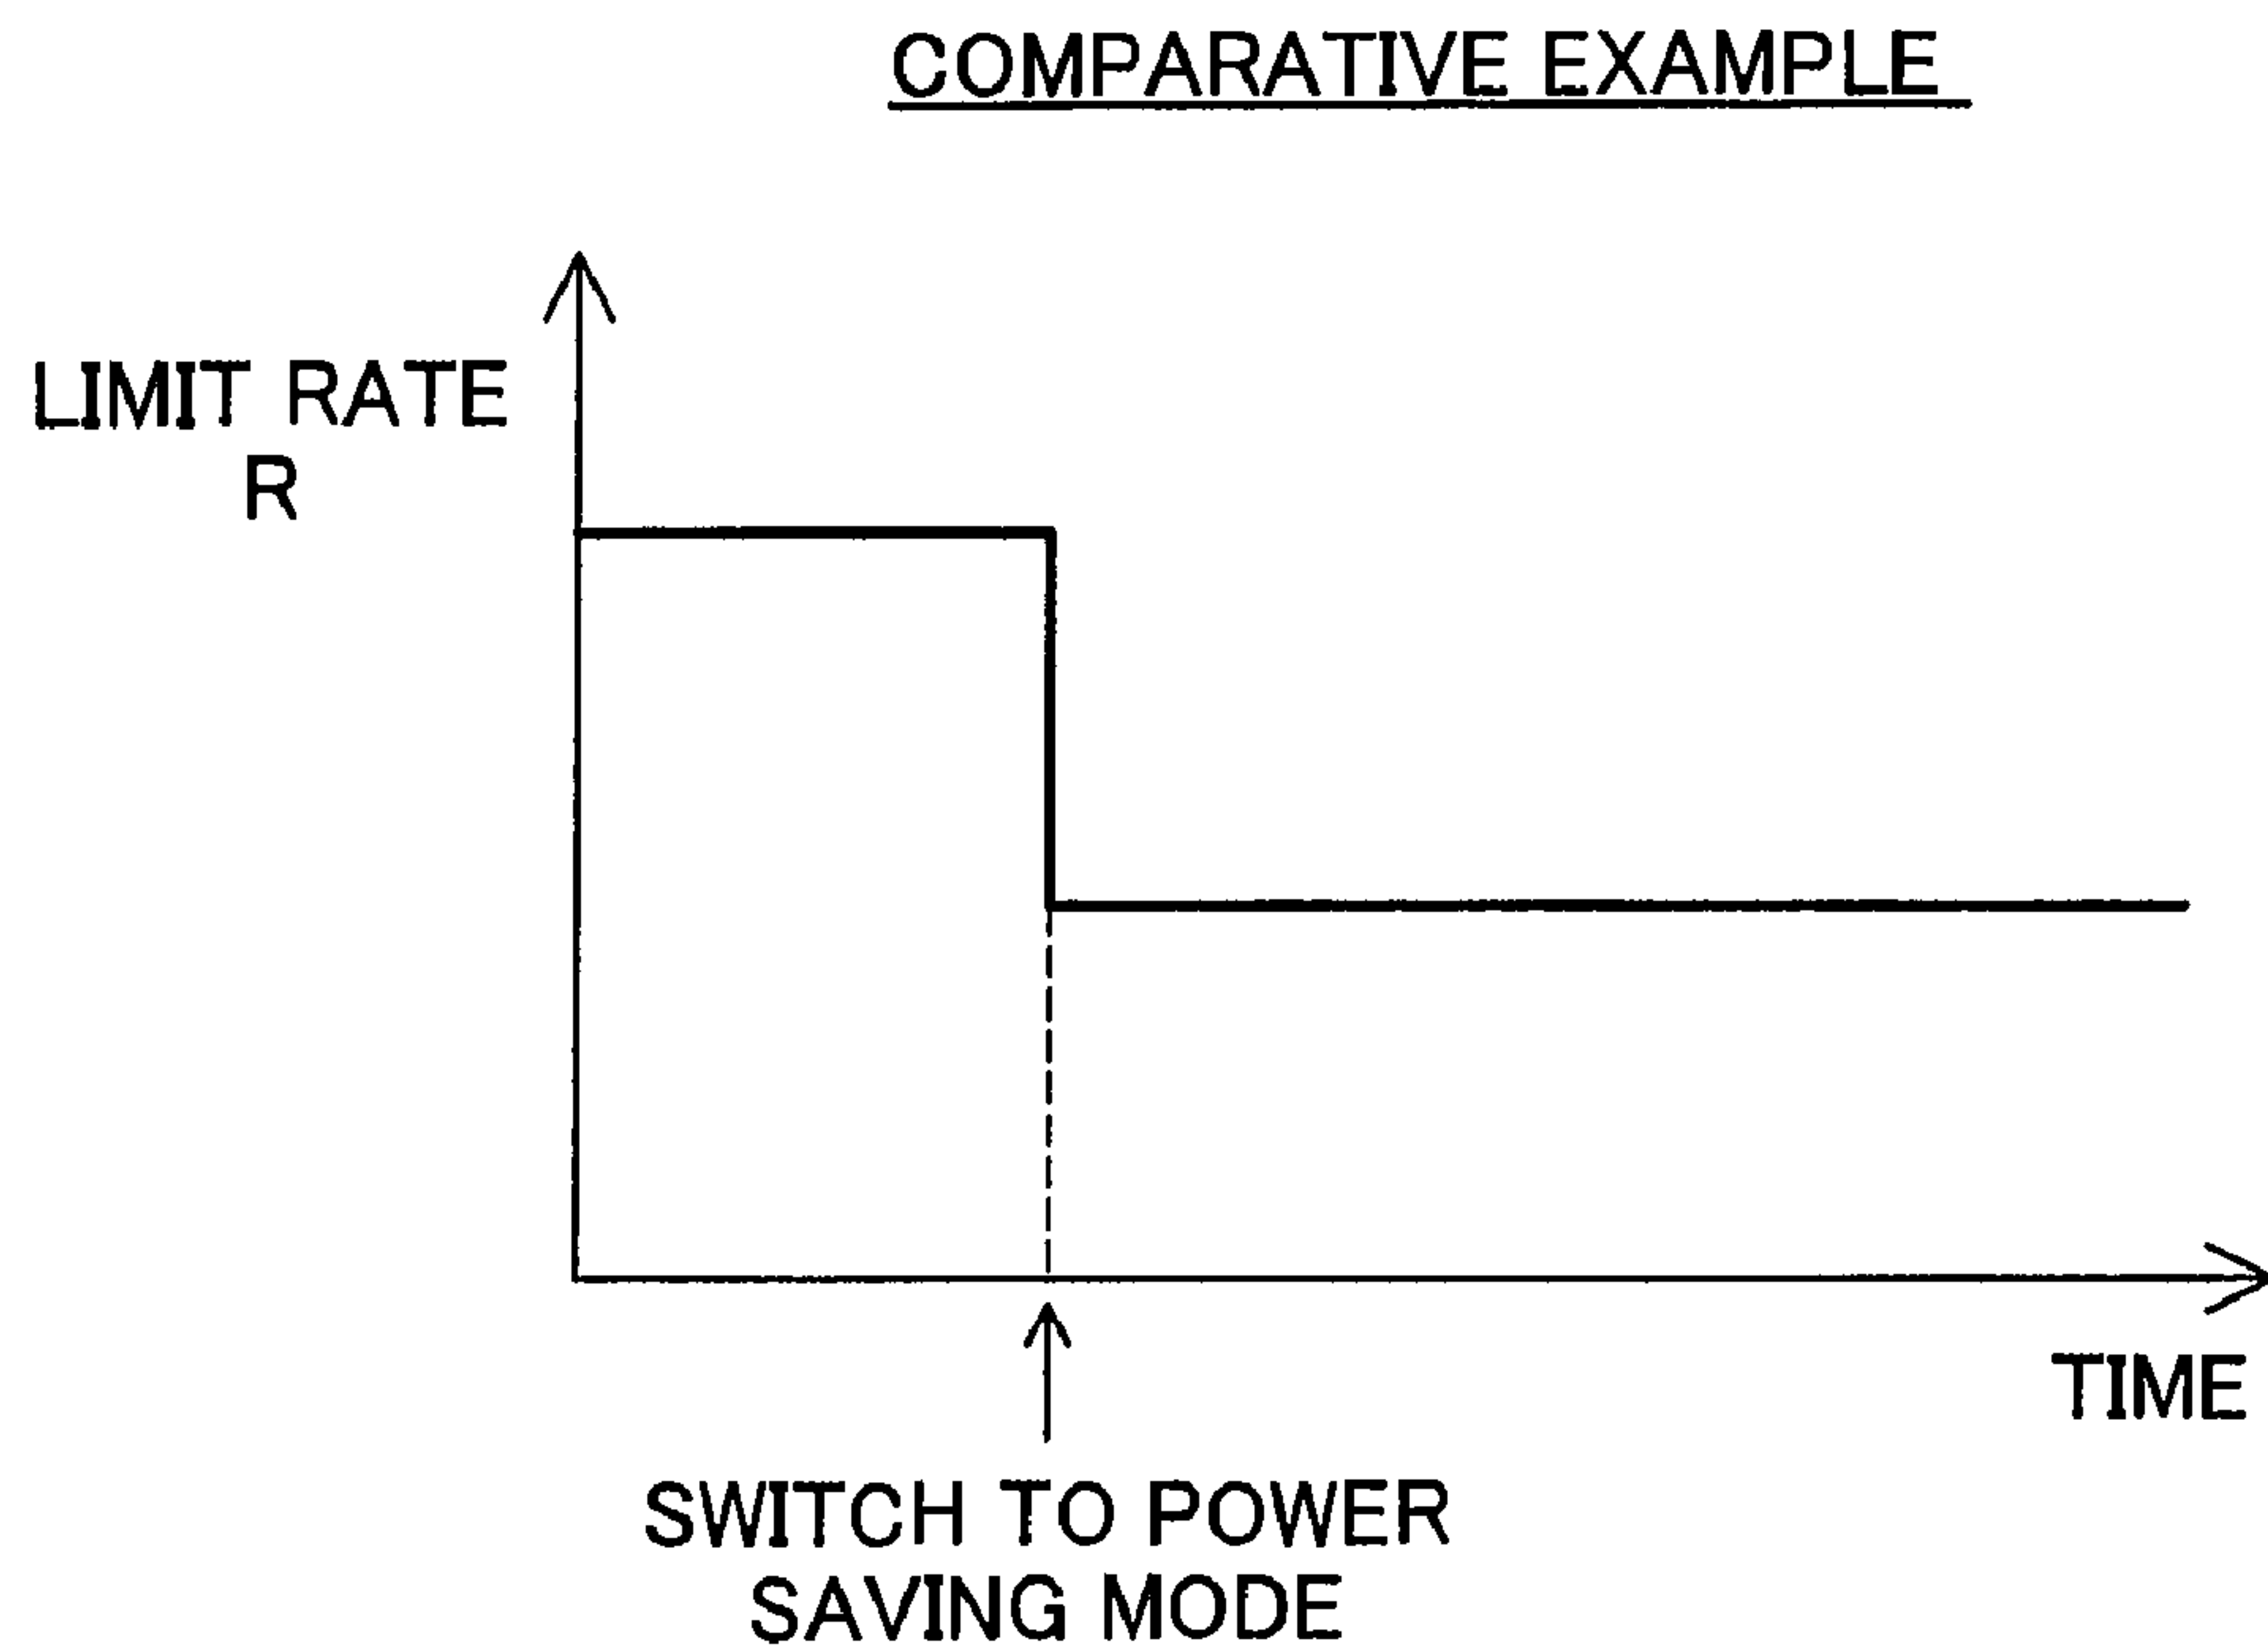 COMPARATIVE EXAMPLE
LIMIT RATE
R
TIME
SWITCH TO POWER
SAVING MODE